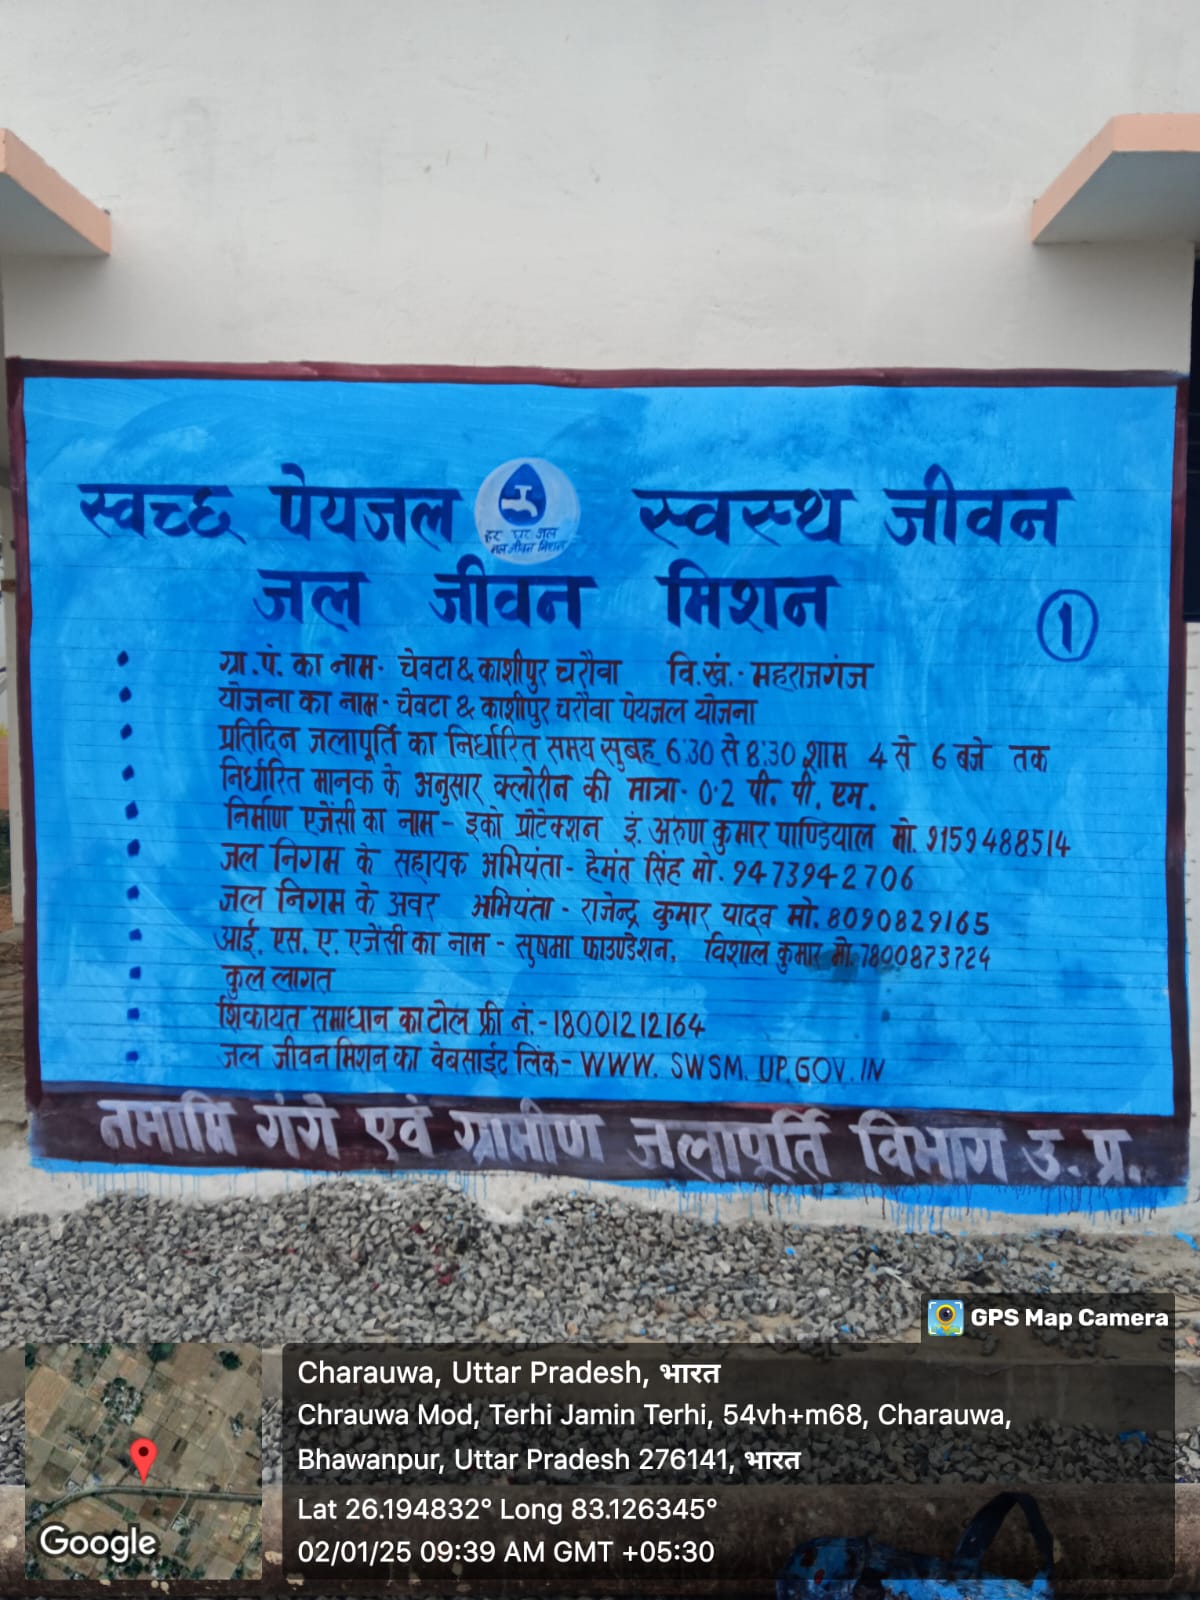 स्वच्छ पेयजल स्वस्थ जीवन
हर घर जल
जल जीवन मिशन
जल जीवन मिशन
1
ग्रा.पं. का नाम- चेवटा & काशीपुर चरौवा वि.खं.- महराजगंज
योजना का नाम- चेवटा & काशीपुर चरौवा पेयजल योजना
प्रतिदिन जलापूर्ति का निर्धारित समय सुबह 6:30 से 8:30 शाम 4 से 6 बजे तक
निर्धारित मानक के अनुसार क्लोरीन की मात्रा- 0.2 पी. पी. एम.
निर्माण एजेंसी का नाम - इको प्रोटेक्शन इं. अरुण कुमार पाण्डियाल मो. 9159488514
जल निगम के सहायक अभियंता- हेमंत सिंह मो. 9473942706
जल निगम के अवर अभियंता - राजेन्द्र कुमार यादव मो. 8090829165
आई. एस. ए. एजेंसी का नाम - सुषमा फाउण्डेशन, विशाल कुमार मो. 7800873724
कुल लागत
शिकायत समाधान का टोल फ्री नं.- 18001212164
जल जीवन मिशन का वेबसाईट लिंक- WWW. SWSM. UP. GOV. IN
नमामि गंगे एवं ग्रामीण जलापूर्ति विभाग उ. प्र.
GPS Map Camera
Charauwa, Uttar Pradesh, भारत
Chrauwa Mod, Terhi Jamin Terhi, 54vh+m68, Charauwa,
Bhawanpur, Uttar Pradesh 276141, भारत
Lat 26.194832° Long 83.126345°
02/01/25 09:39 AM GMT +05:30
Google